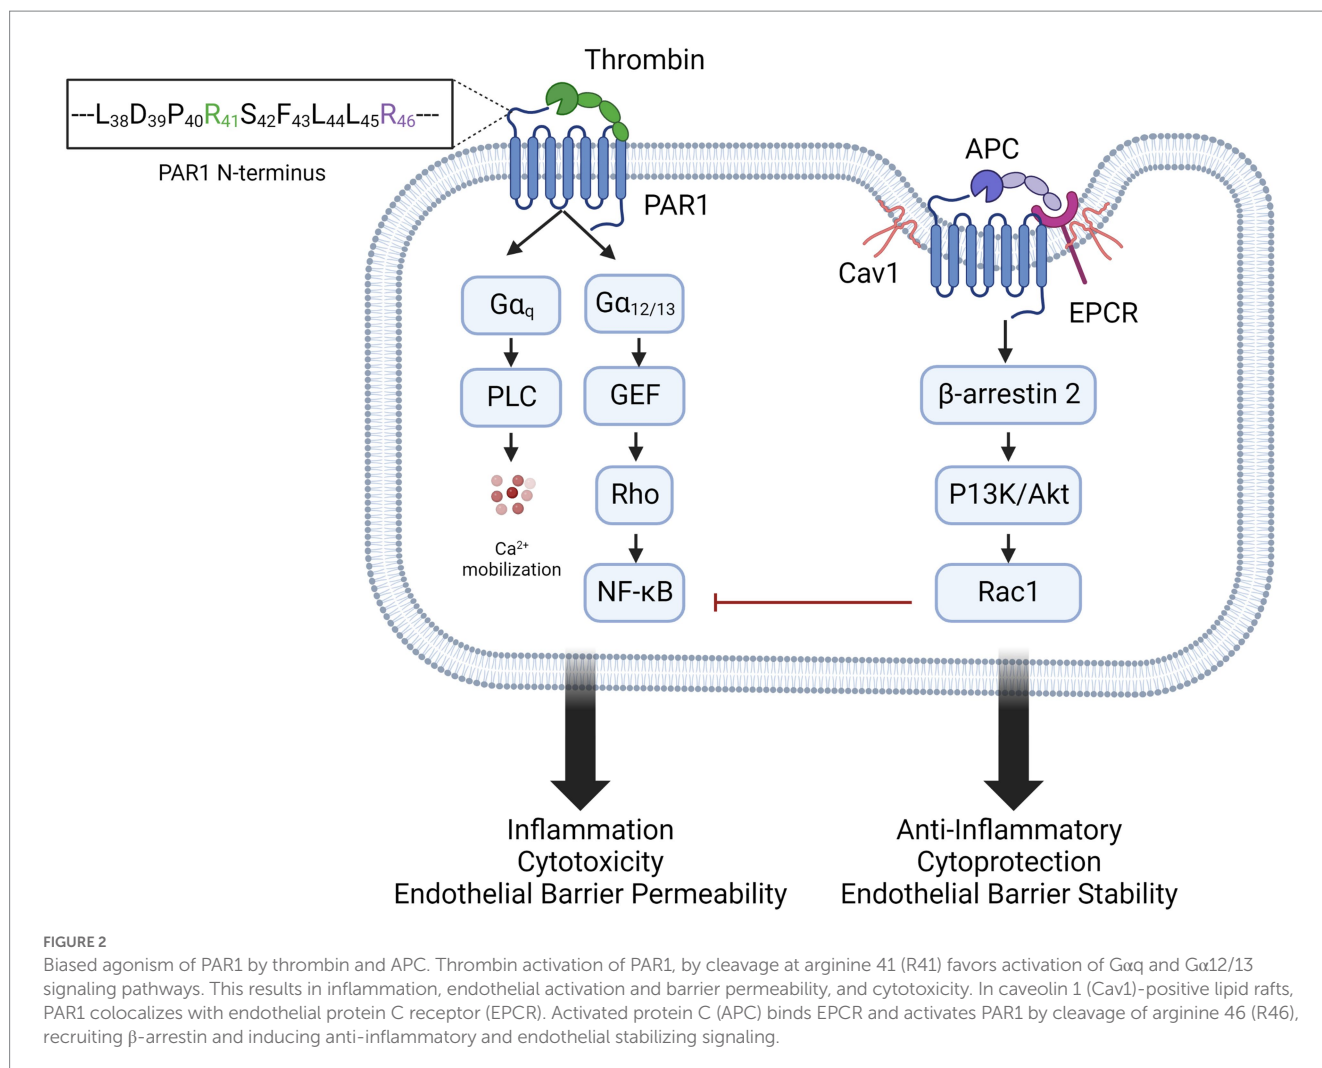 Thrombin
---L38D39P40R41S42F43L44L45R46---
PAR1 N-terminus
PAR1
APC
Cav1
EPCR
Gαq
Gα12/13
PLC
GEF
β-arrestin 2
Rho
P13K/Akt
Ca2+
mobilization
NF-κB
Rac1
Inflammation
Cytotoxicity
Endothelial Barrier Permeability
Anti-Inflammatory
Cytoprotection
Endothelial Barrier Stability
FIGURE 2
Biased agonism of PAR1 by thrombin and APC. Thrombin activation of PAR1, by cleavage at arginine 41 (R41) favors activation of Gαq and Gα12/13
signaling pathways. This results in inflammation, endothelial activation and barrier permeability, and cytotoxicity. In caveolin 1 (Cav1)-positive lipid rafts,
PAR1 colocalizes with endothelial protein C receptor (EPCR). Activated protein C (APC) binds EPCR and activates PAR1 by cleavage of arginine 46 (R46),
recruiting β-arrestin and inducing anti-inflammatory and endothelial stabilizing signaling.